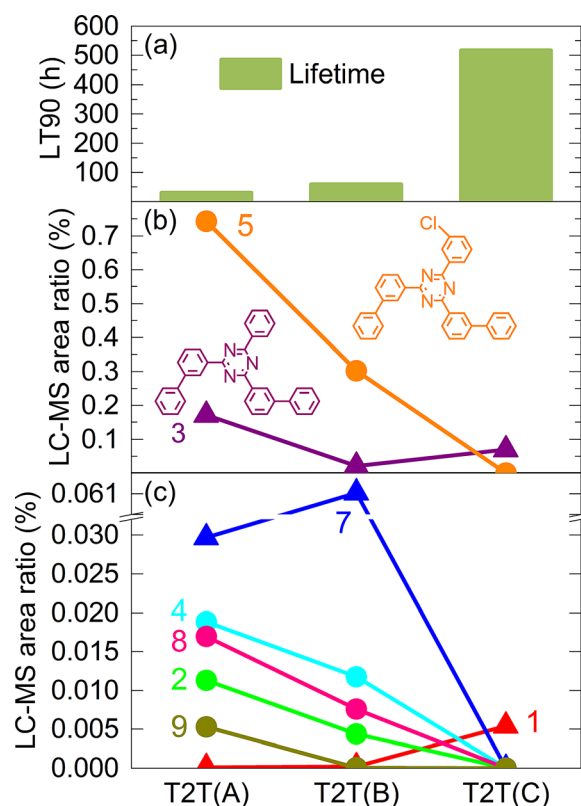 600
500
400
300
200
100
LT90 (h)
(a)
Lifetime
0.7
0.6
0.5
0.4
0.3
0.2
0.1
LC-MS area ratio (%)
(b)
5
Cl
N
N
N
N
N
N
3
0.061
0.030
0.025
0.020
0.015
0.010
0.005
0.000
LC-MS area ratio (%)
(c)
7
4
8
2
9
1
T2T(A) T2T(B) T2T(C)